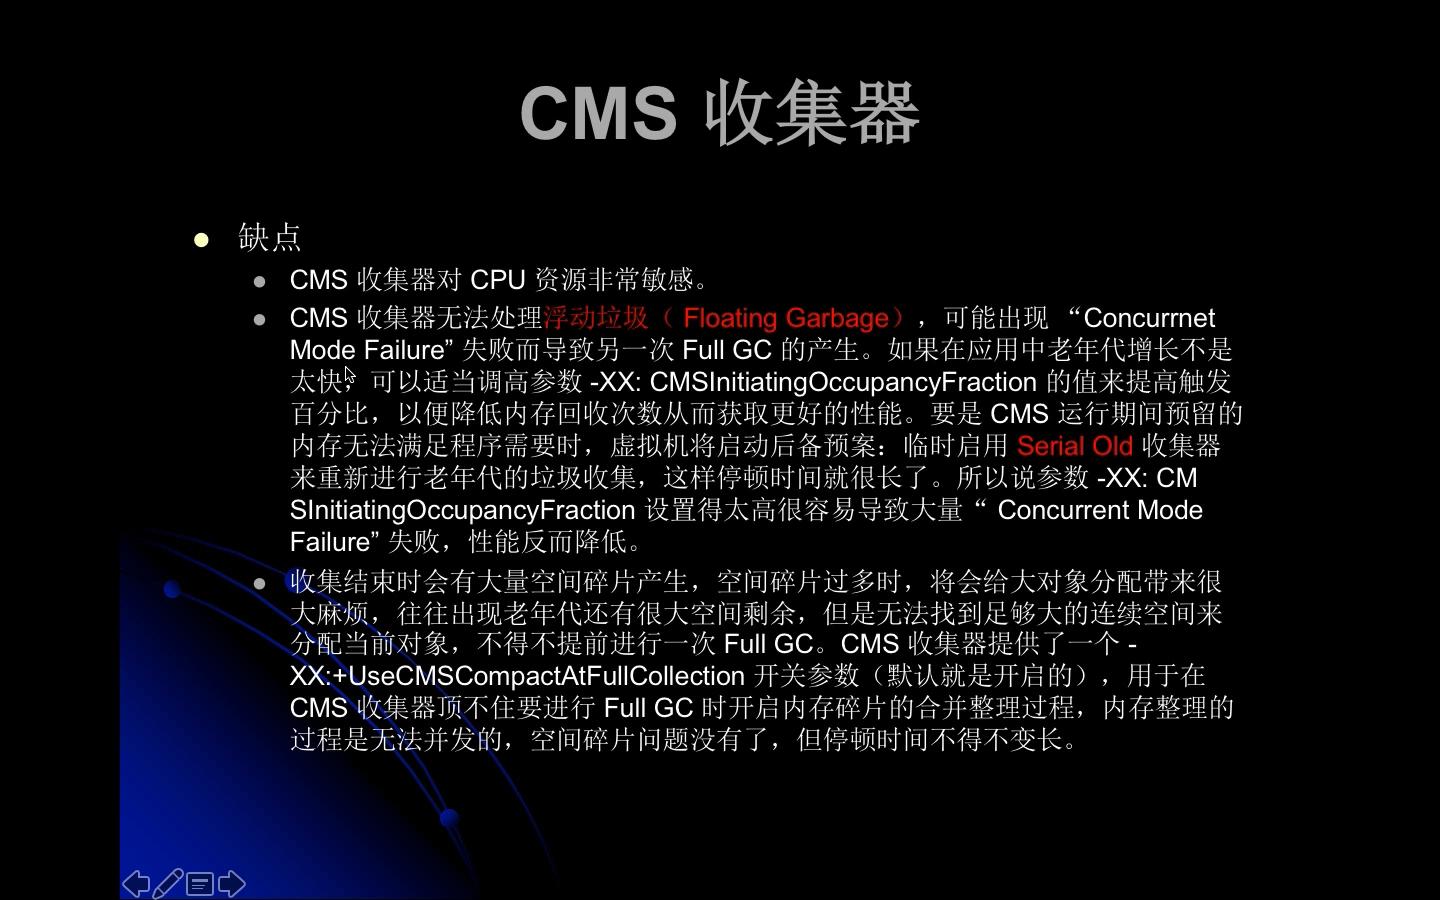 CMS 收集器
缺点
CMS 收集器对 CPU 资源非常敏感。
CMS 收集器无法处理浮动垃圾（ Floating Garbage），可能出现 “Concurrnet
Mode Failure” 失败而导致另一次 Full GC 的产生。如果在应用中老年代增长不是
太快，可以适当调高参数 -XX: CMSInitiatingOccupancyFraction 的值来提高触发
百分比，以便降低内存回收次数从而获取更好的性能。要是 CMS 运行期间预留的
内存无法满足程序需要时，虚拟机将启动后备预案：临时启用 Serial Old 收集器
来重新进行老年代的垃圾收集，这样停顿时间就很长了。所以说参数 -XX: CM
SInitiatingOccupancyFraction 设置得太高很容易导致大量“ Concurrent Mode
Failure” 失败，性能反而降低。
收集结束时会有大量空间碎片产生，空间碎片过多时，将会给大对象分配带来很
大麻烦，往往出现老年代还有很大空间剩余，但是无法找到足够大的连续空间来
分配当前对象，不得不提前进行一次 Full GC。CMS 收集器提供了一个 -
XX:+UseCMSCompactAtFullCollection 开关参数（默认就是开启的），用于在
CMS 收集器顶不住要进行 Full GC 时开启内存碎片的合并整理过程，内存整理的
过程是无法并发的，空间碎片问题没有了，但停顿时间不得不变长。